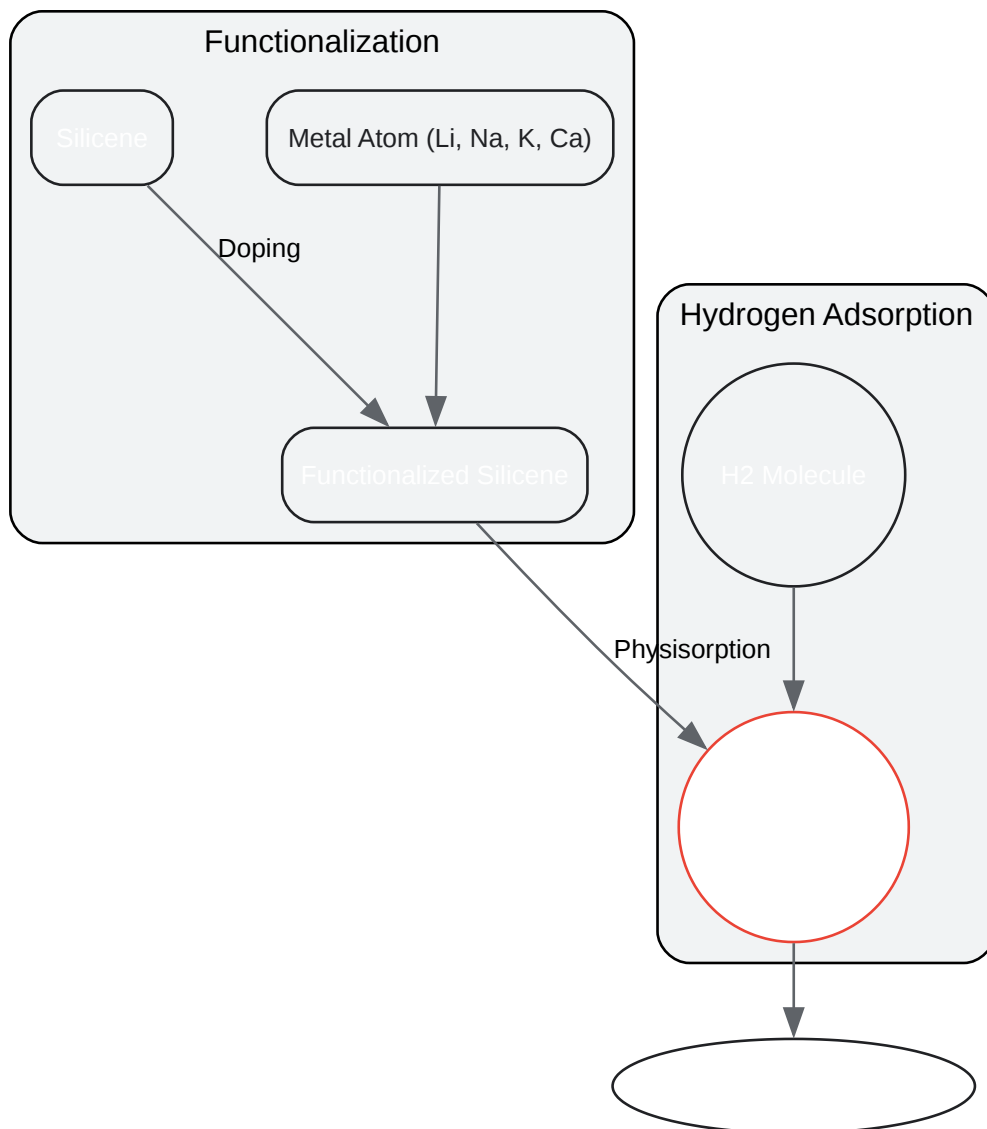 Functionalization
Silicene
Metal Atom (Li, Na, K, Ca)
Doping
Hydrogen Adsorption
Functionalized Silicene
H2 Molecule
Physisorption